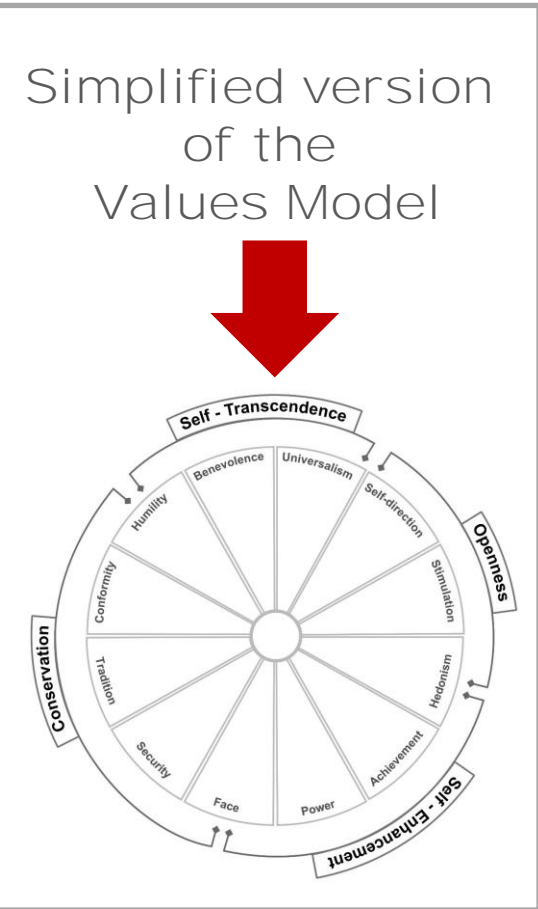 Simplified version
of the
Values Model
Self - Transcendence
Benevolence
Universalism
Humility
Self-direction
Openness
Conformity
Stimulation
Conservation
Tradition
Hedonism
Security
Achievement
Face
Power
Self - Enhancement